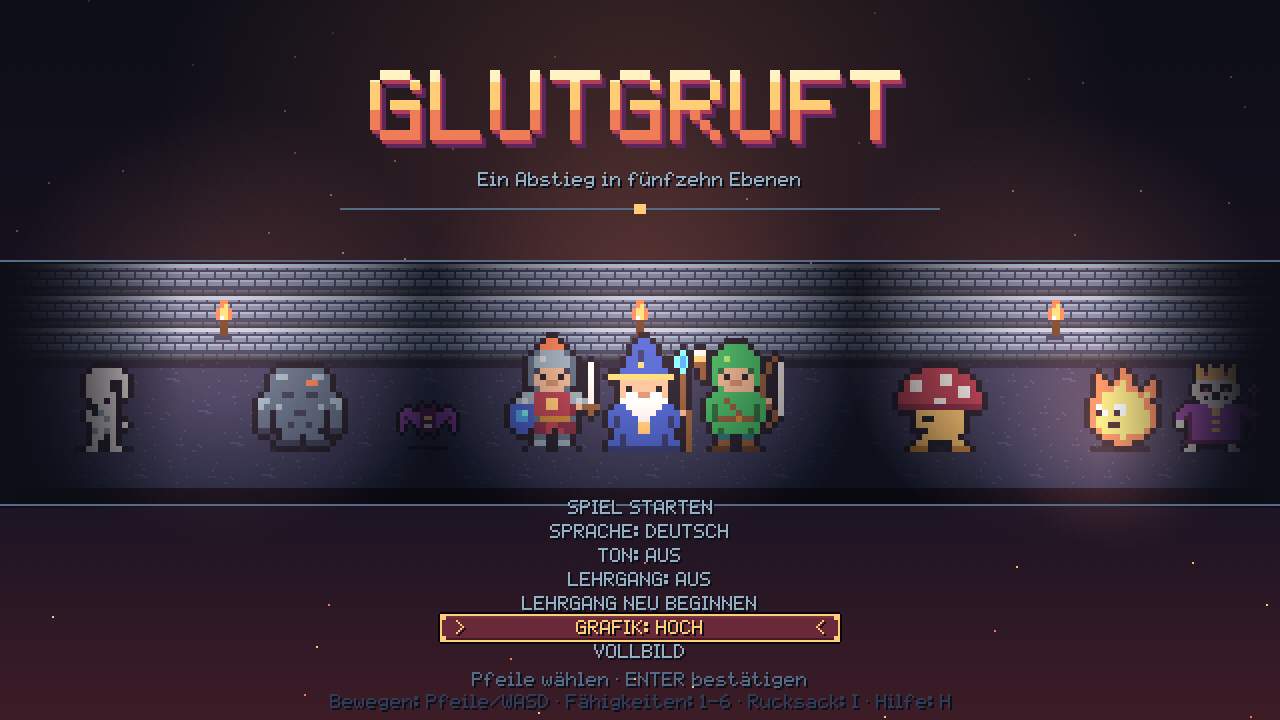 GLUTGRUFT
Ein Abstieg in fünfzehn Ebenen
SPIEL STARTEN
SPRACHE: DEUTSCH
TON: AUS
LEHRGANG: AUS
LEHRGANG NEU BEGINNEN
> GRAFIK: HOCH <
VOLLBILD
Pfeile wählen · ENTER bestätigen
Bewegen: Pfeile/WASD · Fähigkeiten: 1-6 · Rucksack: I · Hilfe: H